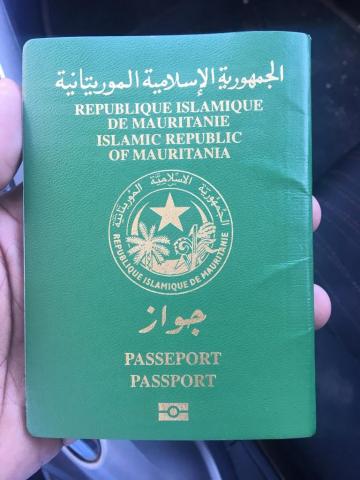 الجمهورية الإسلامية الموريتانية
REPUBLIQUE ISLAMIQUE
DE MAURITANIE
ISLAMIC REPUBLIC
OF MAURITANIA
الجمهورية الإسلامية الموريتانية
REPUBLIQUE ISLAMIQUE DE MAURITANIE
جواز
PASSEPORT
PASSPORT